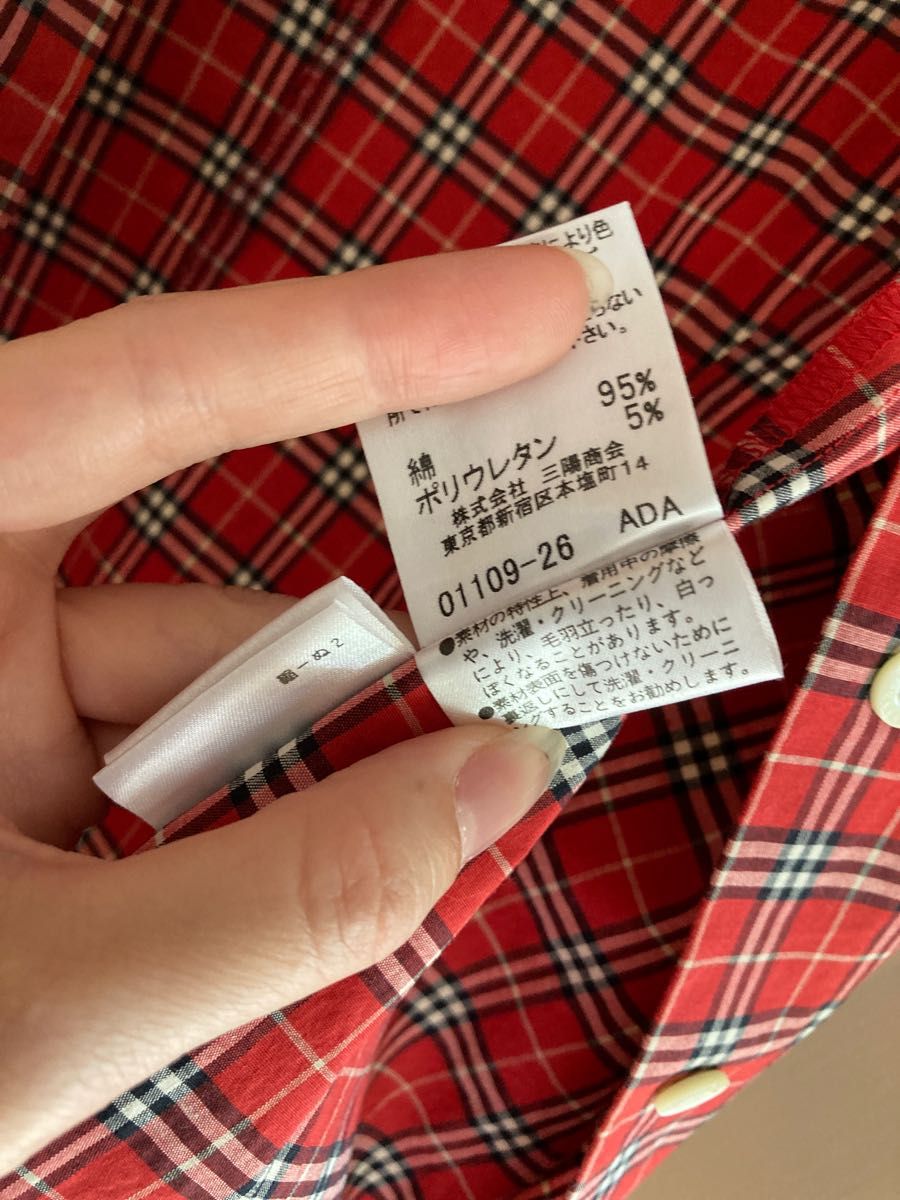 により色
らない
さい。
95%
綿
5%
ポリウレタン
株式会社 三陽商会
東京都新宿区本塩町14
01109-26 ADA
●素材の特性上、着用中の摩擦
や、洗濯・クリーニングなど
により、毛羽立ったり、白っ
ぽくなることがあります。
●素材表面を傷つけないために
裏返しにして洗濯・クリーニ
ングすることをお勧めします。
ーぬ2